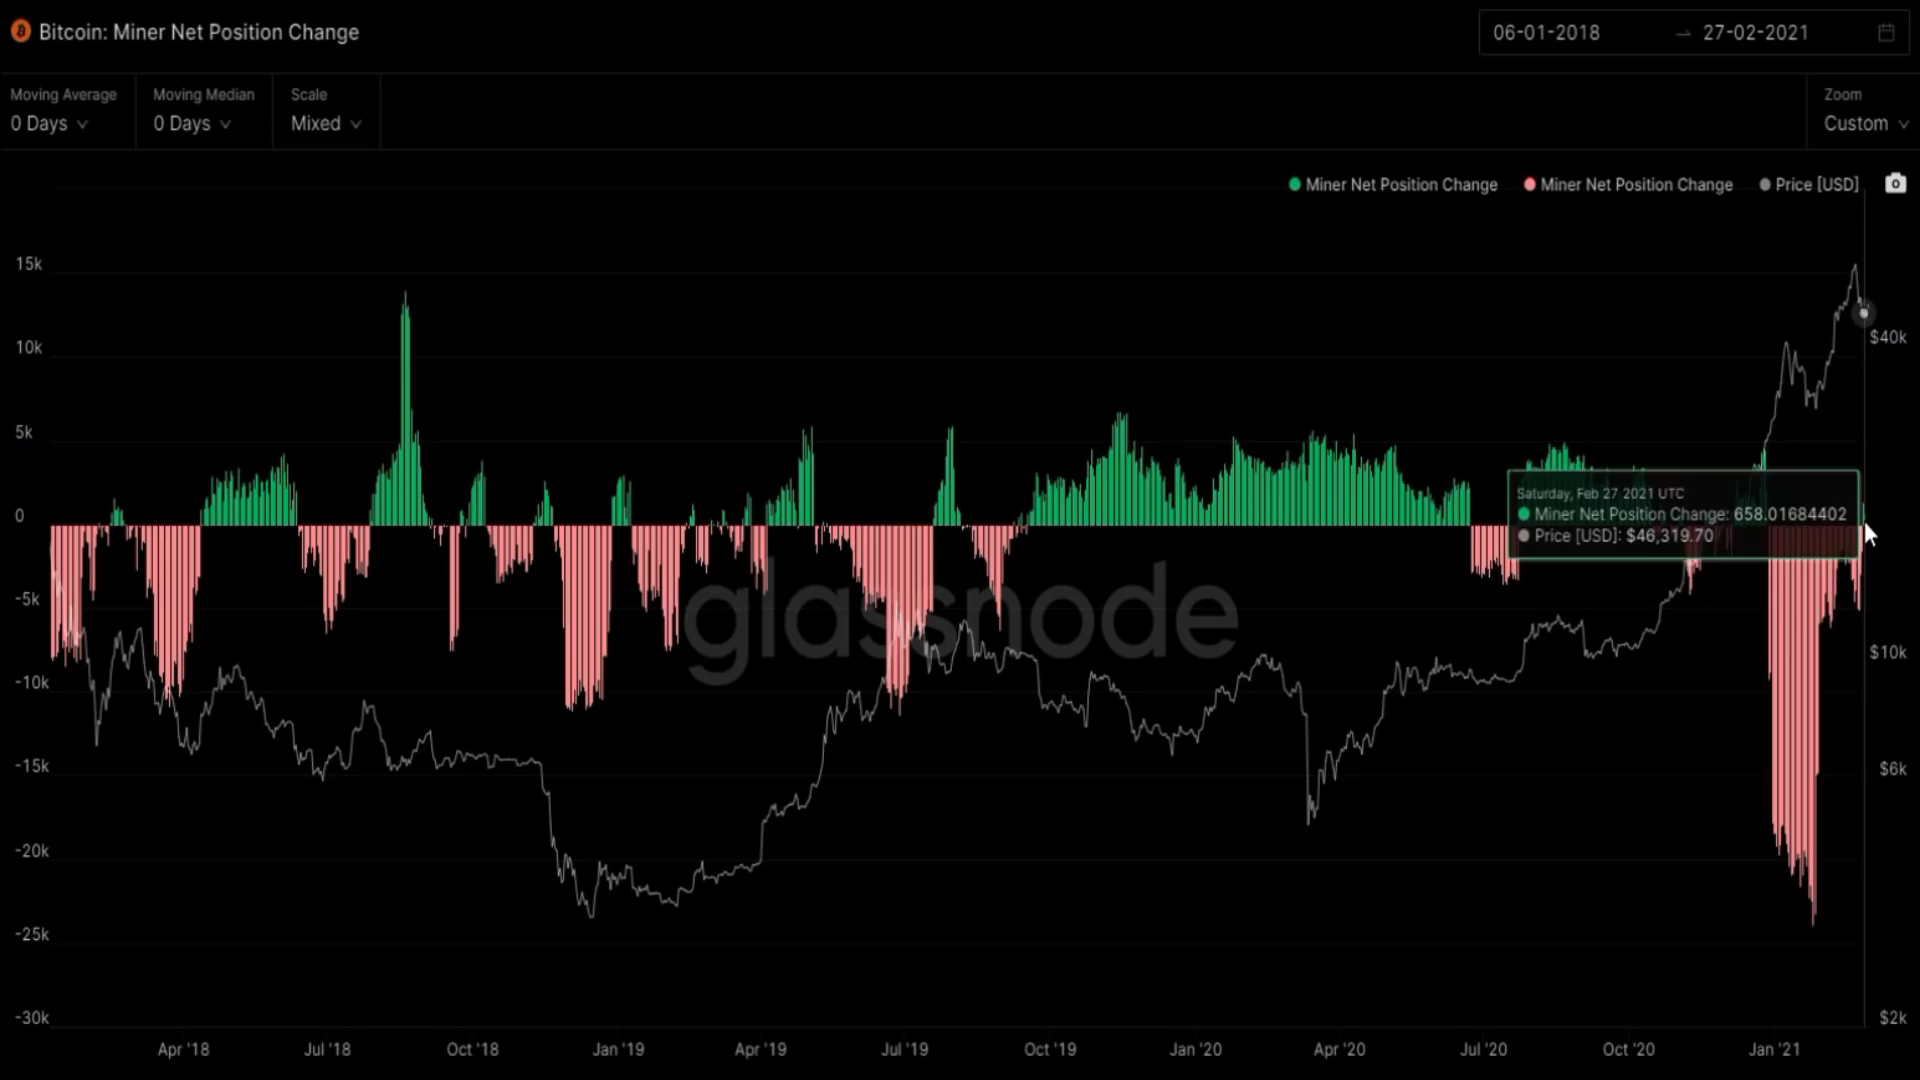 Bitcoin: Miner Net Position Change
06-01-2018 → 27-02-2021
Moving Average
0 Days
Moving Median
0 Days
Scale
Mixed
Zoom
Custom
Miner Net Position Change
Miner Net Position Change
Price [USD]
15k
10k
5k
0
-5k
-10k
-15k
-20k
-25k
-30k
$40k
$10k
$6k
$2k
Saturday, Feb 27 2021 UTC
Miner Net Position Change: 658.01684402
Price [USD]: $46,319.70
glassnode
Apr '18
Jul '18
Oct '18
Jan '19
Apr '19
Jul '19
Oct '19
Jan '20
Apr '20
Jul '20
Oct '20
Jan '21